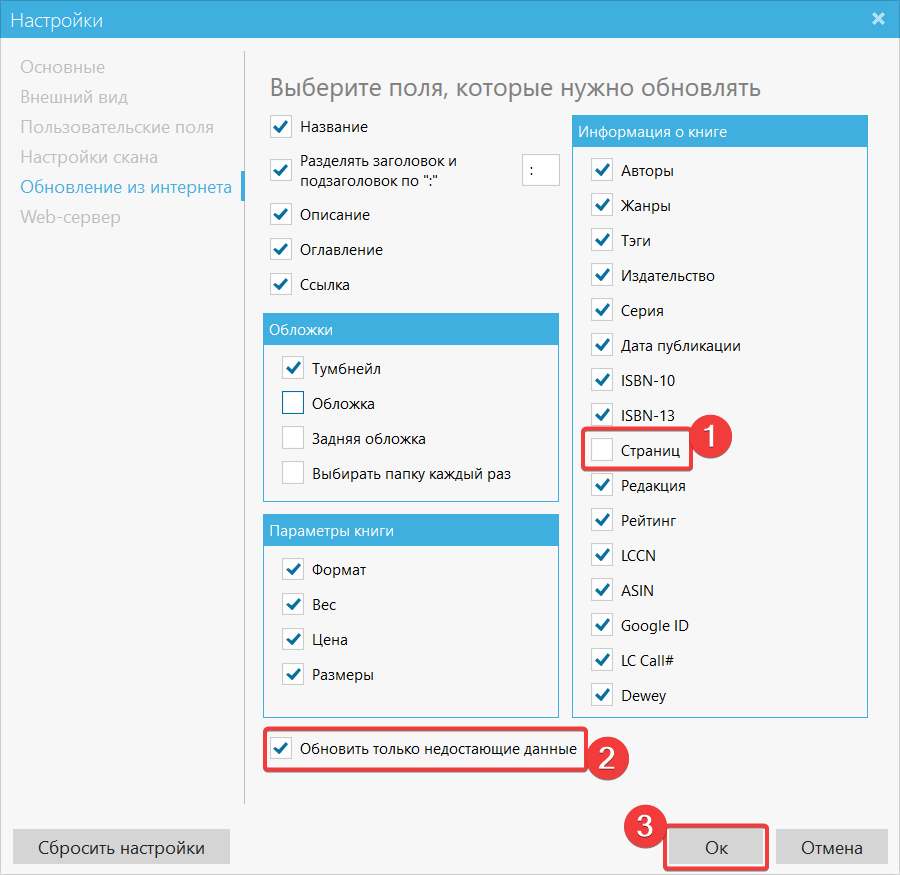 Настройки
Основные
Внешний вид
Пользовательские поля
Настройки скана
Обновление из интернета
Web-сервер
Выберите поля, которые нужно обновлять
Название
Разделять заголовок и
подзаголовок по ":"
:
Описание
Оглавление
Ссылка
Обложки
Тумбнейл
Обложка
Задняя обложка
Выбирать папку каждый раз
Параметры книги
Формат
Вес
Цена
Размеры
Информация о книге
Авторы
Жанры
Тэги
Издательство
Серия
Дата публикации
ISBN-10
ISBN-13
Страниц
1
Редакция
Рейтинг
LCCN
ASIN
Google ID
LC Call#
Dewey
Обновить только недостающие данные
2
3
Сбросить настройки
Ок
Отмена